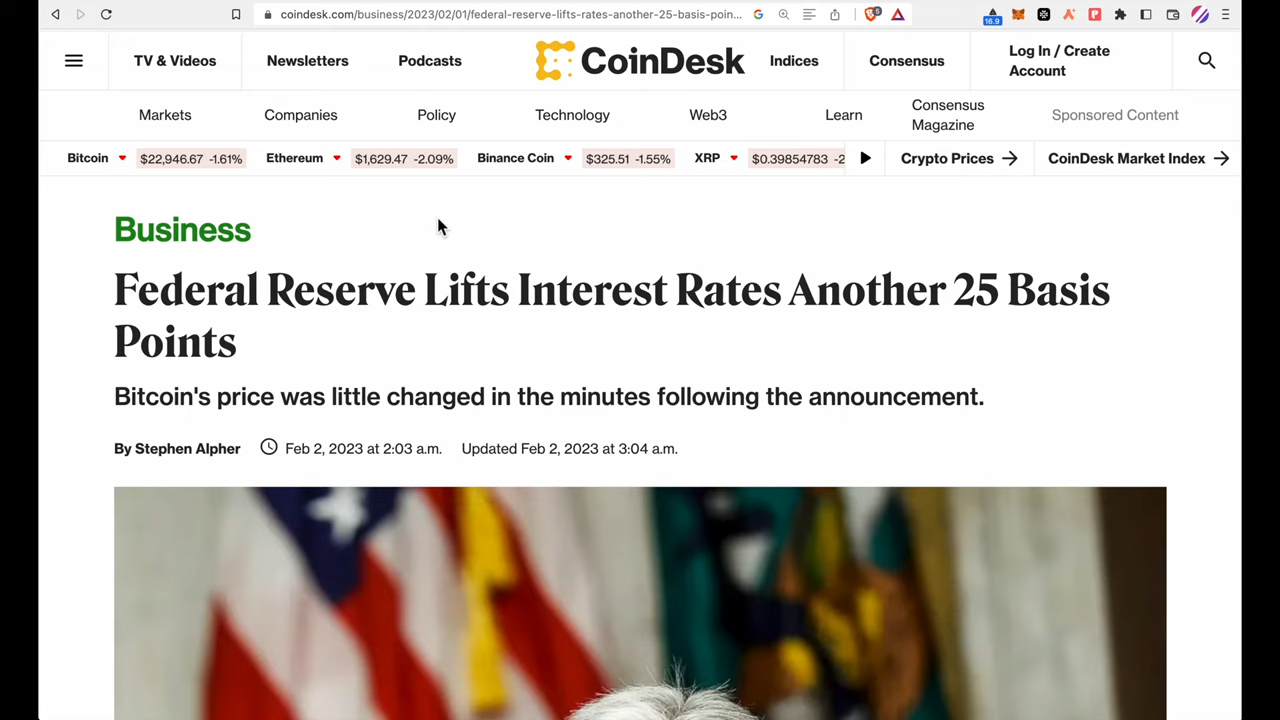 coindesk.com/business/2023/02/01/federal-reserve-lifts-rates-another-25-basis-poin...
16.9
TV & Videos
Newsletters
Podcasts
CoinDesk
Indices
Consensus
Log In / Create
Account
Markets
Companies
Policy
Technology
Web3
Learn
Consensus
Magazine
Sponsored Content
Bitcoin $22,946.67 -1.61% Ethereum $1,629.47 -2.09% Binance Coin $325.51 -1.55% XRP $0.39854783 -2 Crypto Prices → CoinDesk Market Index →
Business
Federal Reserve Lifts Interest Rates Another 25 Basis
Points
Bitcoin's price was little changed in the minutes following the announcement.
By Stephen Alpher Feb 2, 2023 at 2:03 a.m. Updated Feb 2, 2023 at 3:04 a.m.